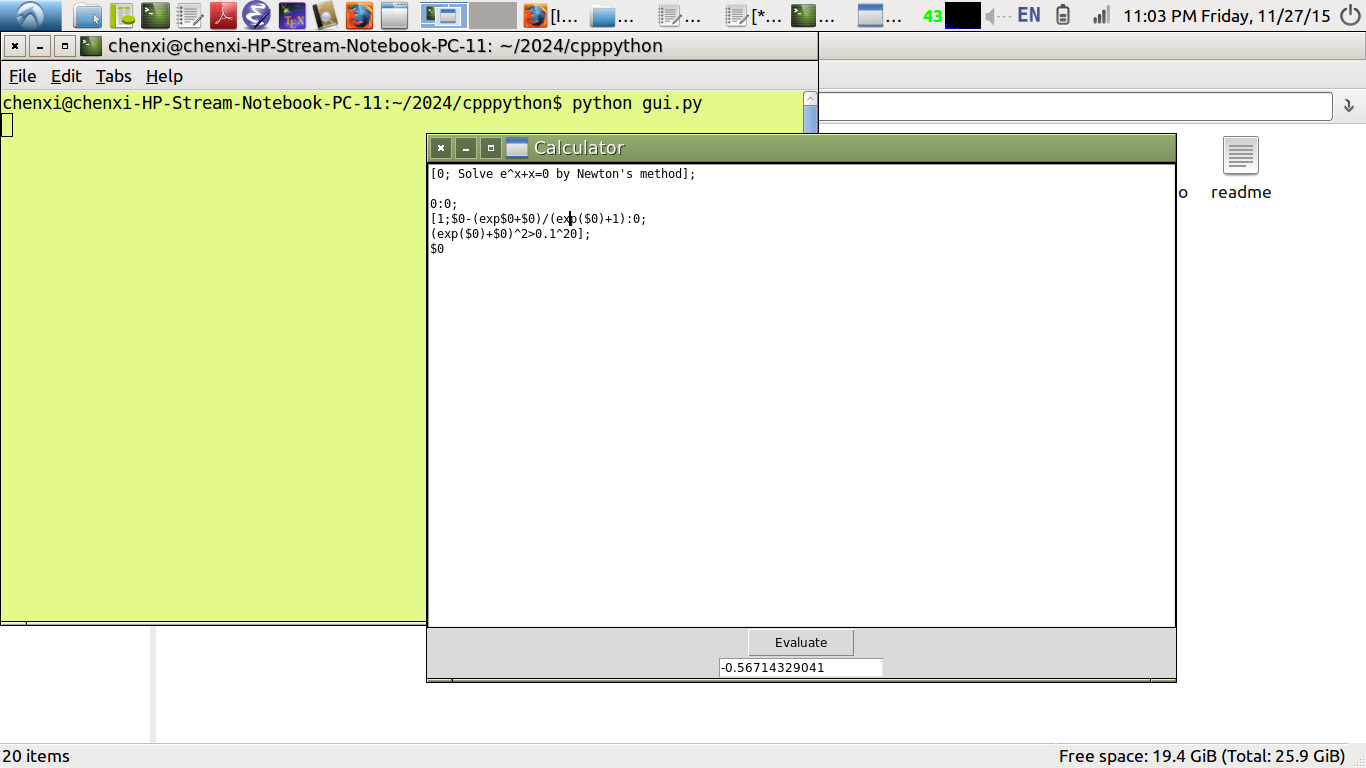 [I... ... ... [*... ... ... 43 EN 11:03 PM Friday, 11/27/15
chenxi@chenxi-HP-Stream-Notebook-PC-11: ~/2024/cpppython
File Edit Tabs Help
chenxi@chenxi-HP-Stream-Notebook-PC-11:~/2024/cpppython$ python gui.py
Calculator
[0; Solve e^x+x=0 by Newton's method];
0:0;
[1;$0-(exp$0+$0)/(exp($0)+1):0;
(exp($0)+$0)^2>0.1^20];
$0
Evaluate
-0.56714329041
o readme
20 items Free space: 19.4 GiB (Total: 25.9 GiB)